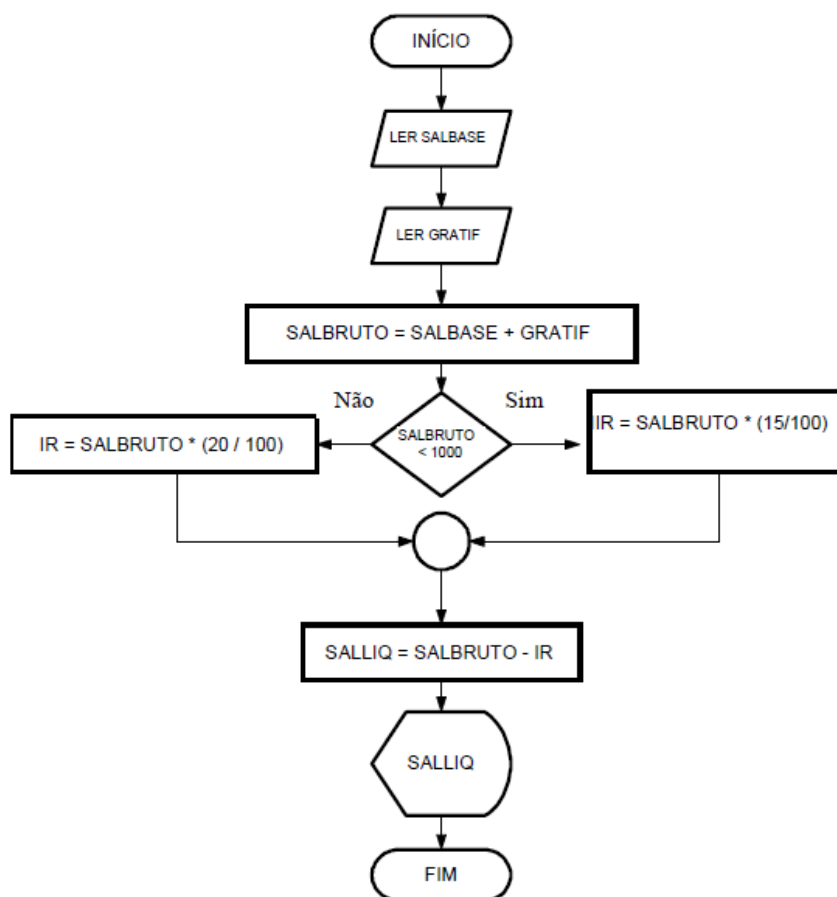 INÍCIO
LER SALBASE
LER GRATIF
SALBRUTO = SALBASE + GRATIF
Não
Sim
IR = SALBRUTO * (20 / 100)
SALBRUTO
< 1000
IR = SALBRUTO * (15/100)
SALLIQ = SALBRUTO - IR
SALLIQ
FIM